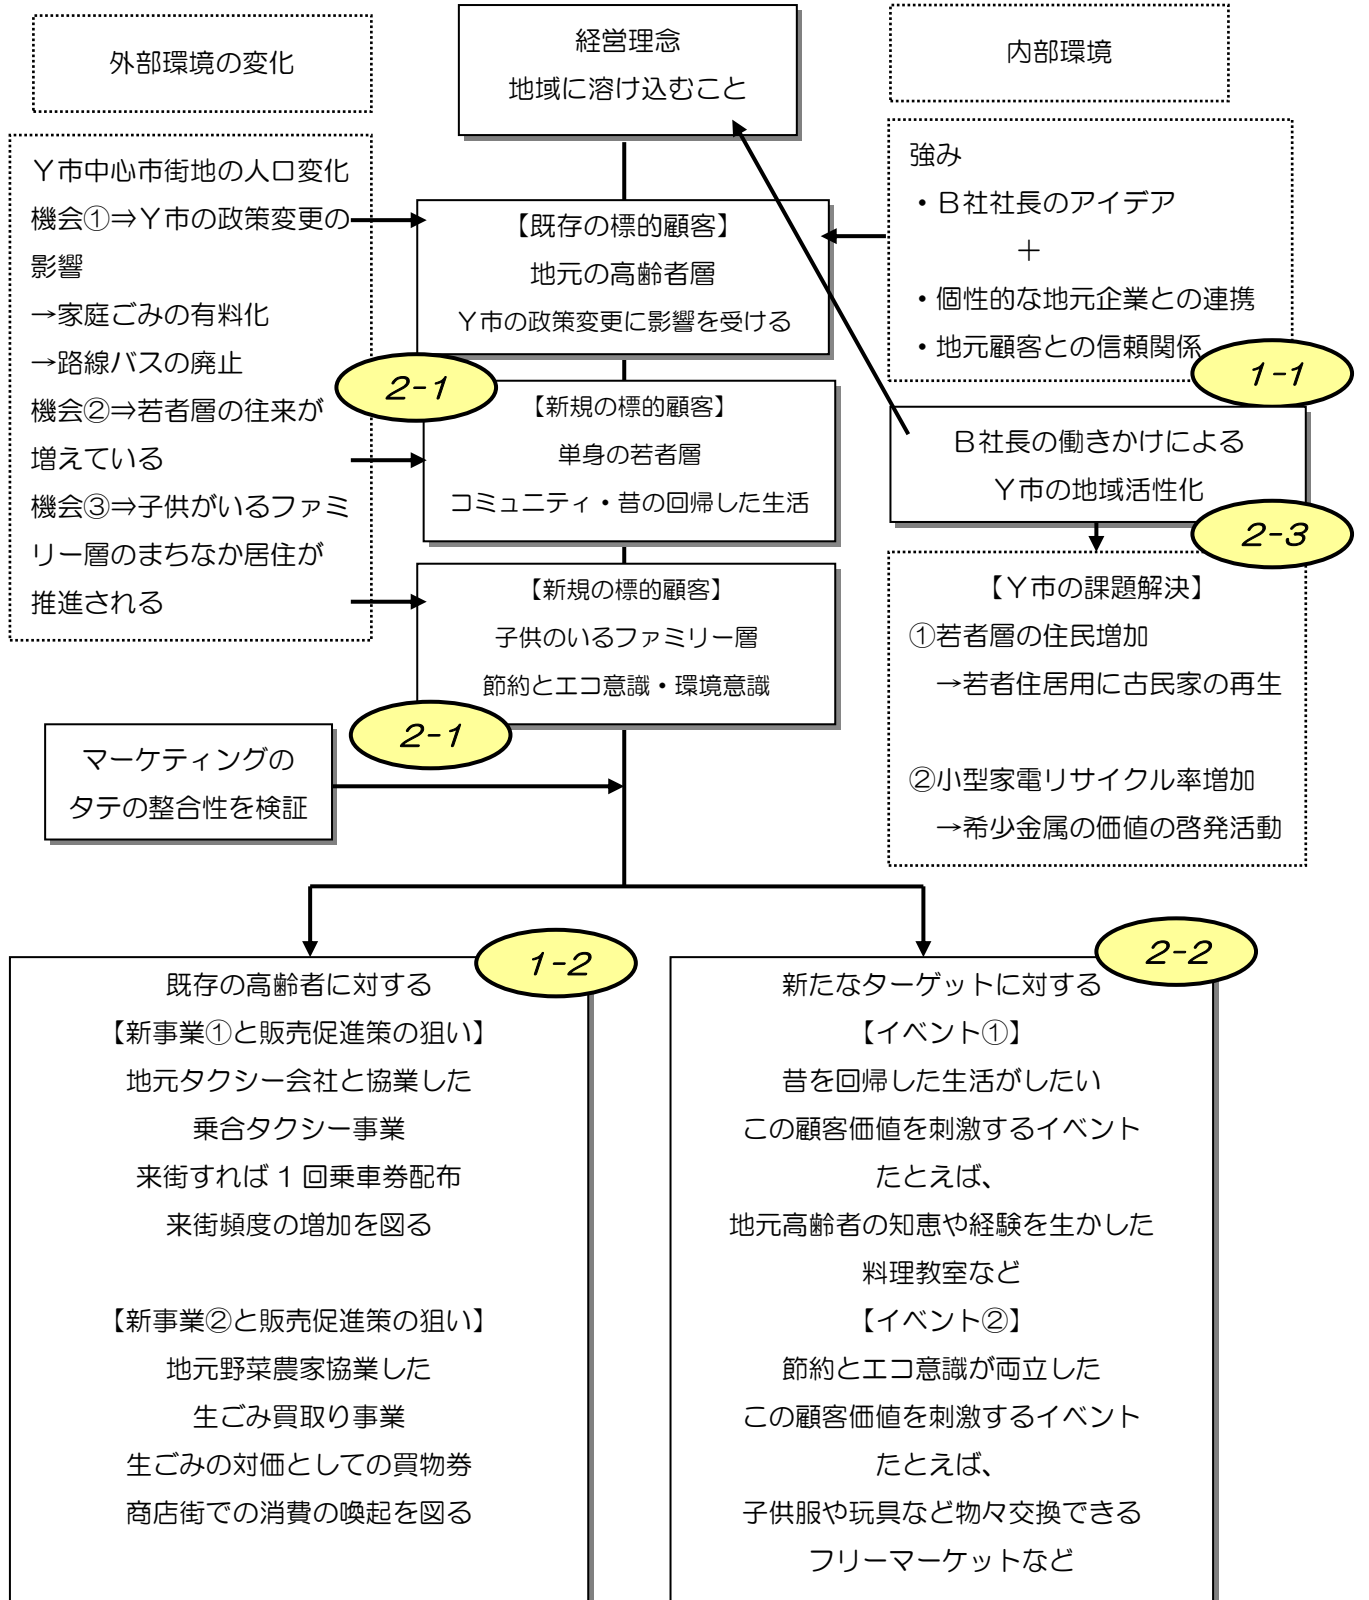 外部環境の変化
経営理念
地域に溶け込むこと
内部環境
Y市中心市街地の人口変化
機会①⇒Y市の政策変更の
影響
→家庭ごみの有料化
→路線バスの廃止
機会②⇒若者層の往来が
増えている
機会③⇒子供がいるファミ
リー層のまちなか居住が
推進される
【既存の標的顧客】
地元の高齢者層
Y市の政策変更に影響を受ける
2-1
【新規の標的顧客】
単身の若者層
コミュニティ・昔の回帰した生活
【新規の標的顧客】
子供のいるファミリー層
節約とエコ意識・環境意識
2-1
強み
・B社社長のアイデア
＋
・個性的な地元企業との連携
・地元顧客との信頼関係
1-1
B社長の働きかけによる
Y市の地域活性化
2-3
【Y市の課題解決】
①若者層の住民増加
→若者住居用に古民家の再生
②小型家電リサイクル率増加
→希少金属の価値の啓発活動
マーケティングの
タテの整合性を検証
1-2
既存の高齢者に対する
【新事業①と販売促進策の狙い】
地元タクシー会社と協業した
乗合タクシー事業
来街すれば1回乗車券配布
来街頻度の増加を図る
【新事業②と販売促進策の狙い】
地元野菜農家協業した
生ごみ買取り事業
生ごみの対価としての買物券
商店街での消費の喚起を図る
2-2
新たなターゲットに対する
【イベント①】
昔を回帰した生活がしたい
この顧客価値を刺激するイベント
たとえば、
地元高齢者の知恵や経験を生かした
料理教室など
【イベント②】
節約とエコ意識が両立した
この顧客価値を刺激するイベント
たとえば、
子供服や玩具など物々交換できる
フリーマーケットなど